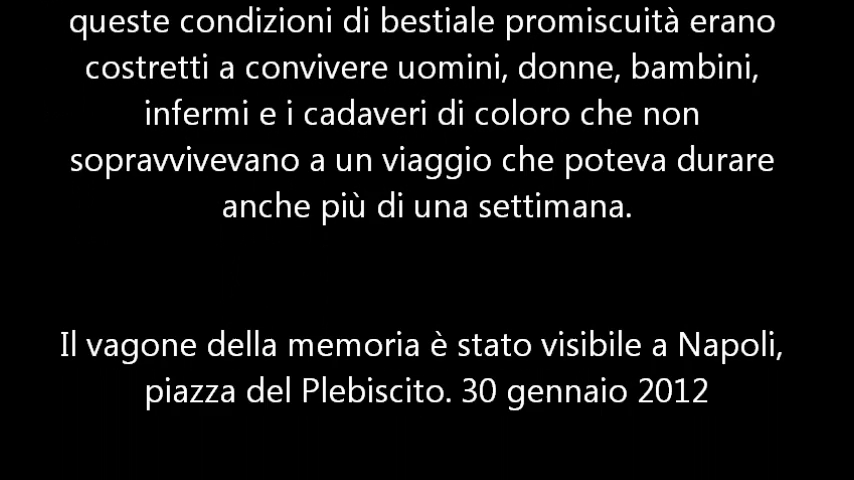 queste condizioni di bestiale promiscuità erano
costretti a convivere uomini, donne, bambini,
infermi e i cadaveri di coloro che non
sopravvivevano a un viaggio che poteva durare
anche più di una settimana.
Il vagone della memoria è stato visibile a Napoli,
piazza del Plebiscito. 30 gennaio 2012